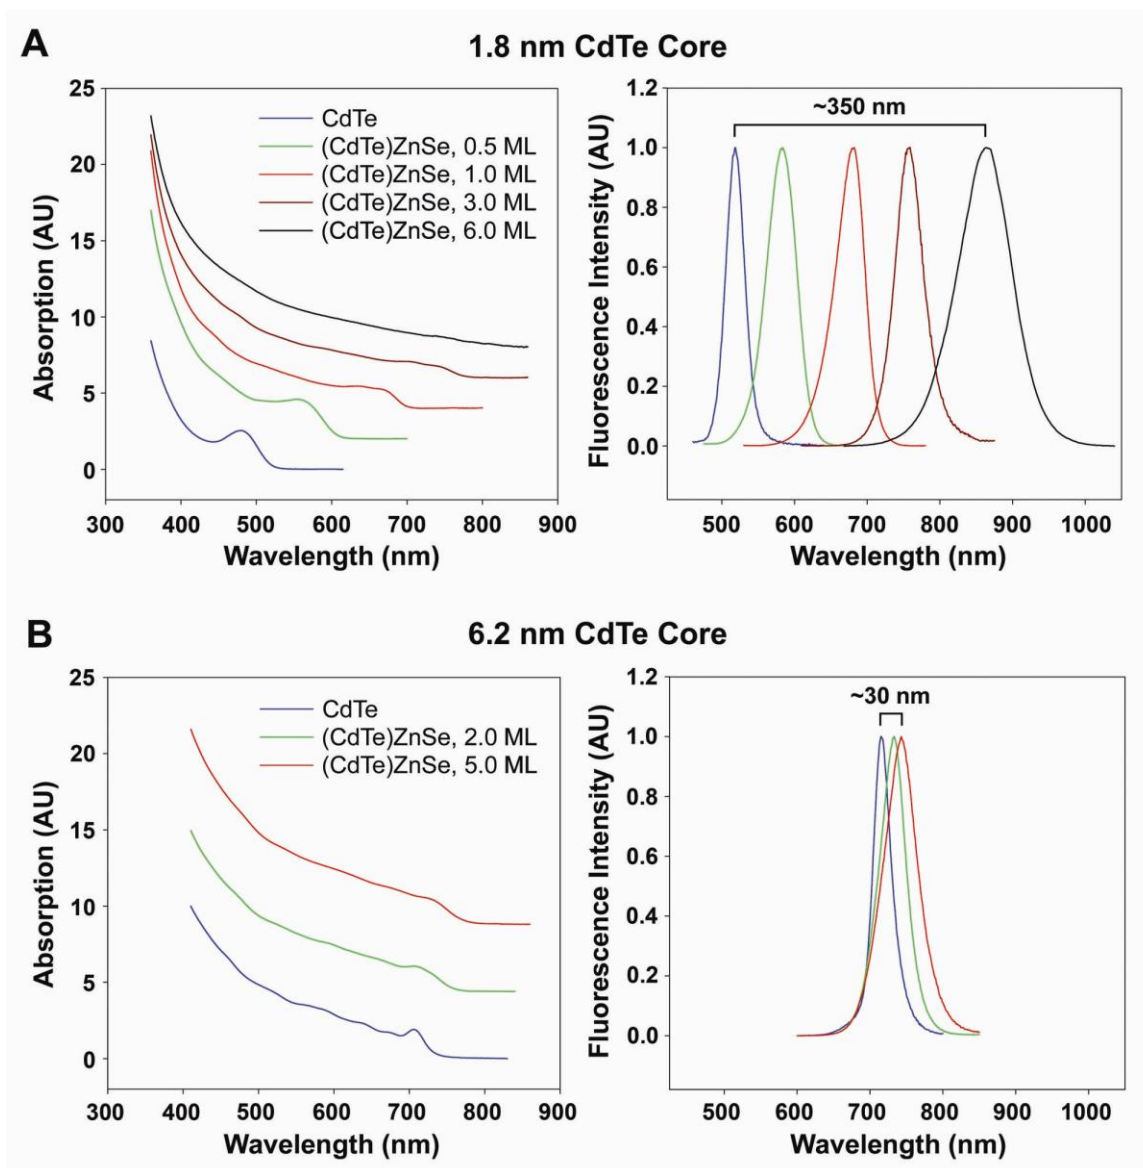 A
1.8 nm CdTe Core
25
20
15
10
5
0
Absorption (AU)
CdTe
(CdTe)ZnSe, 0.5 ML
(CdTe)ZnSe, 1.0 ML
(CdTe)ZnSe, 3.0 ML
(CdTe)ZnSe, 6.0 ML
300 400 500 600 700 800 900
Wavelength (nm)
1.2
1.0
0.8
0.6
0.4
0.2
0.0
Fluorescence Intensity (AU)
~350 nm
500 600 700 800 900 1000
Wavelength (nm)
B
6.2 nm CdTe Core
25
20
15
10
5
0
Absorption (AU)
CdTe
(CdTe)ZnSe, 2.0 ML
(CdTe)ZnSe, 5.0 ML
300 400 500 600 700 800 900
Wavelength (nm)
1.2
1.0
0.8
0.6
0.4
0.2
0.0
Fluorescence Intensity (AU)
~30 nm
500 600 700 800 900 1000
Wavelength (nm)